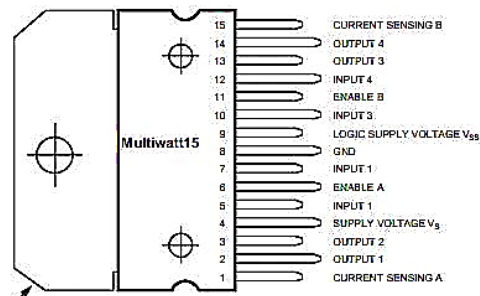 15 CURRENT SENSING B
14 OUTPUT 4
13 OUTPUT 3
12 INPUT 4
11 ENABLE B
10 INPUT 3
9 LOGIC SUPPLY VOLTAGE VSS
Multiwatt15
8 GND
7 INPUT 1
6 ENABLE A
5 INPUT 1
4 SUPPLY VOLTAGE VS
3 OUTPUT 2
2 OUTPUT 1
1 CURRENT SENSING A